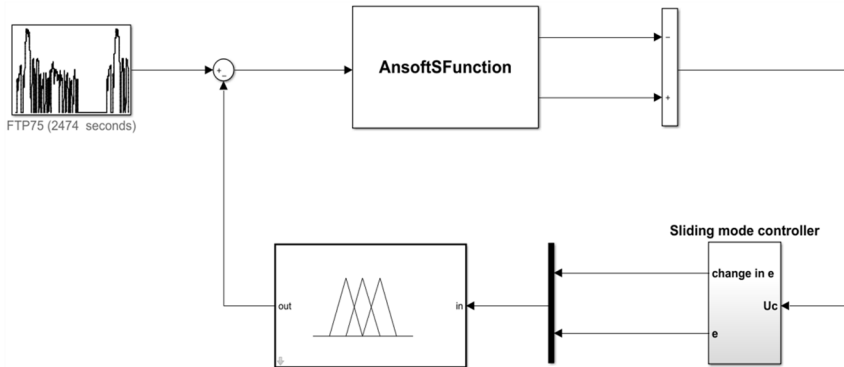 +
-
AnsoftSFunction
-
+
FTP75 (2474 seconds)
Sliding mode controller
change in e
out
in
Uc
e